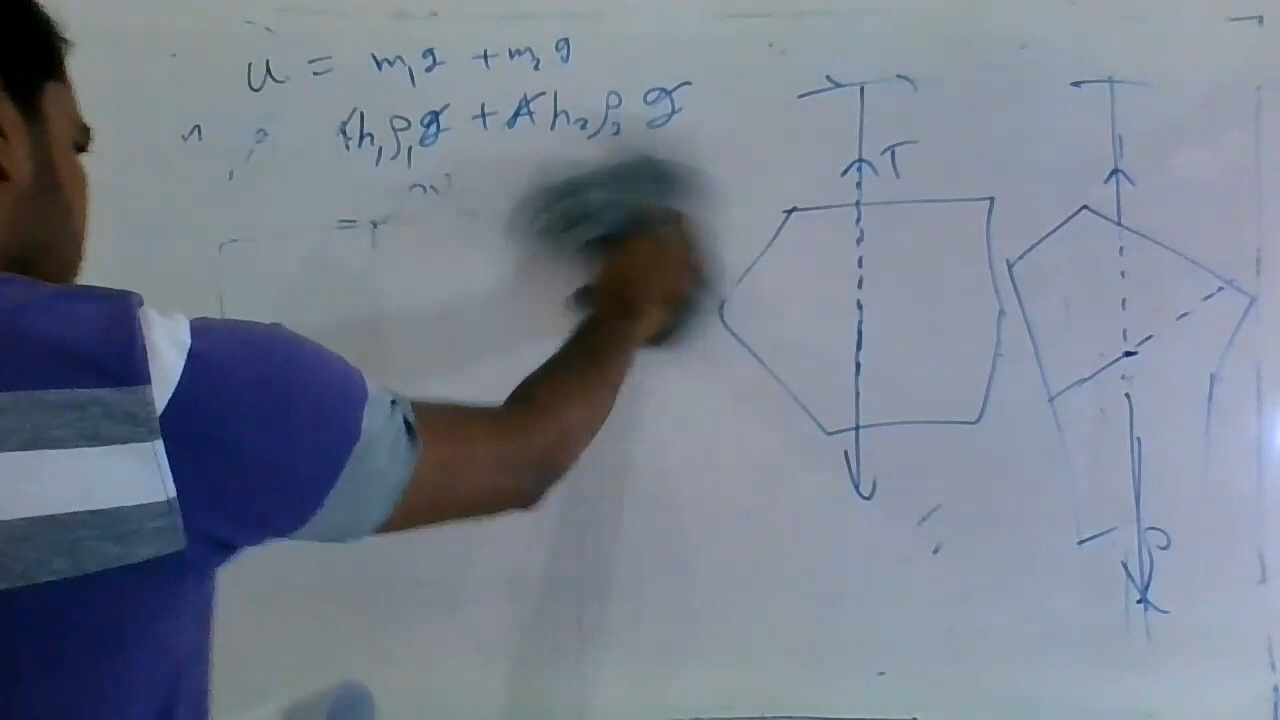 u = m₁g + m₂g
Ah₁ρ₁g + Ah₂ρ₂g
=
T